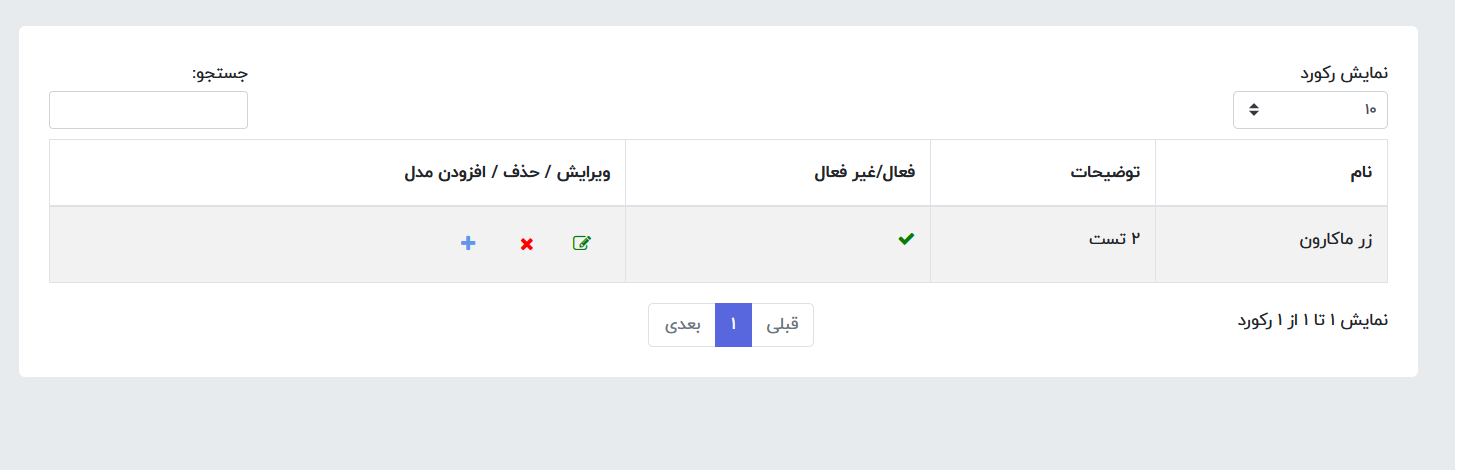 نمایش رکورد
۱۰
جستجو:
نام
توضیحات
فعال/غیر فعال
ویرایش / حذف / افزودن مدل
زر ماکارون
۲ تست
نمایش ۱ تا ۱ از ۱ رکورد
قبلی ۱ بعدی